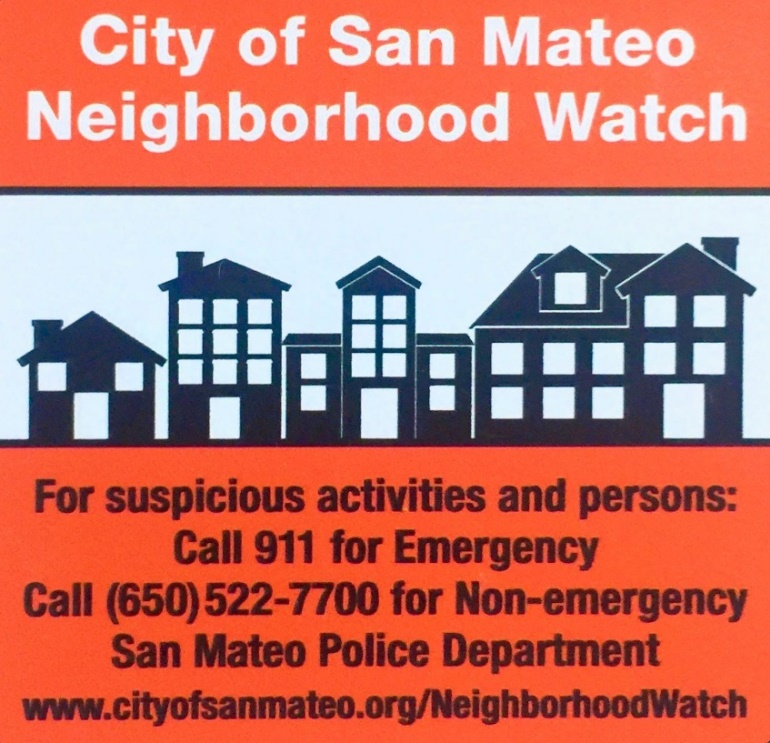 City of San Mateo
Neighborhood Watch
For suspicious activities and persons:
Call 911 for Emergency
Call (650) 522-7700 for Non-emergency
San Mateo Police Department
www.cityofsanmateo.org/NeighborhoodWatch